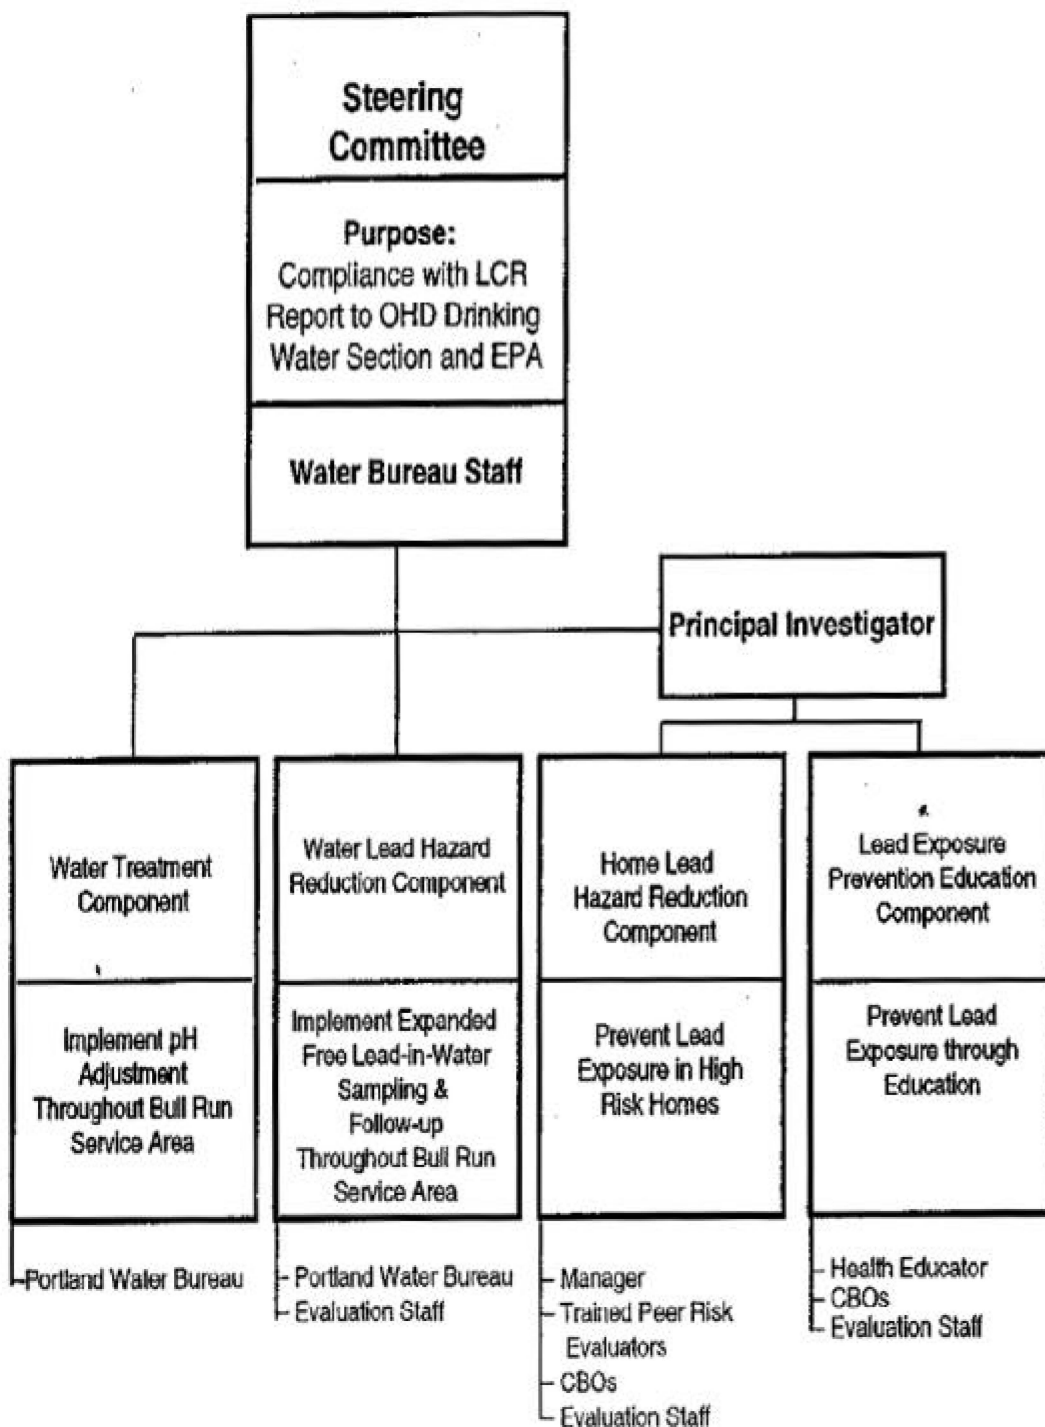 Steering
Committee
Purpose:
Compliance with LCR
Report to OHD Drinking
Water Section and EPA
Water Bureau Staff
Principal Investigator
Water Treatment
Component
Implement pH
Adjustment
Throughout Bull Run
Service Area
Portland Water Bureau
Water Lead Hazard
Reduction Component
Implement Expanded
Free Lead-in-Water
Sampling &
Follow-up
Throughout Bull Run
Service Area
Portland Water Bureau
Evaluation Staff
Home Lead
Hazard Reduction
Component
Prevent Lead
Exposure in High
Risk Homes
Manager
Trained Peer Risk
Evaluators
CBOs
Evaluation Staff
Lead Exposure
Prevention Education
Component
Prevent Lead
Exposure through
Education
Health Educator
CBOs
Evaluation Staff